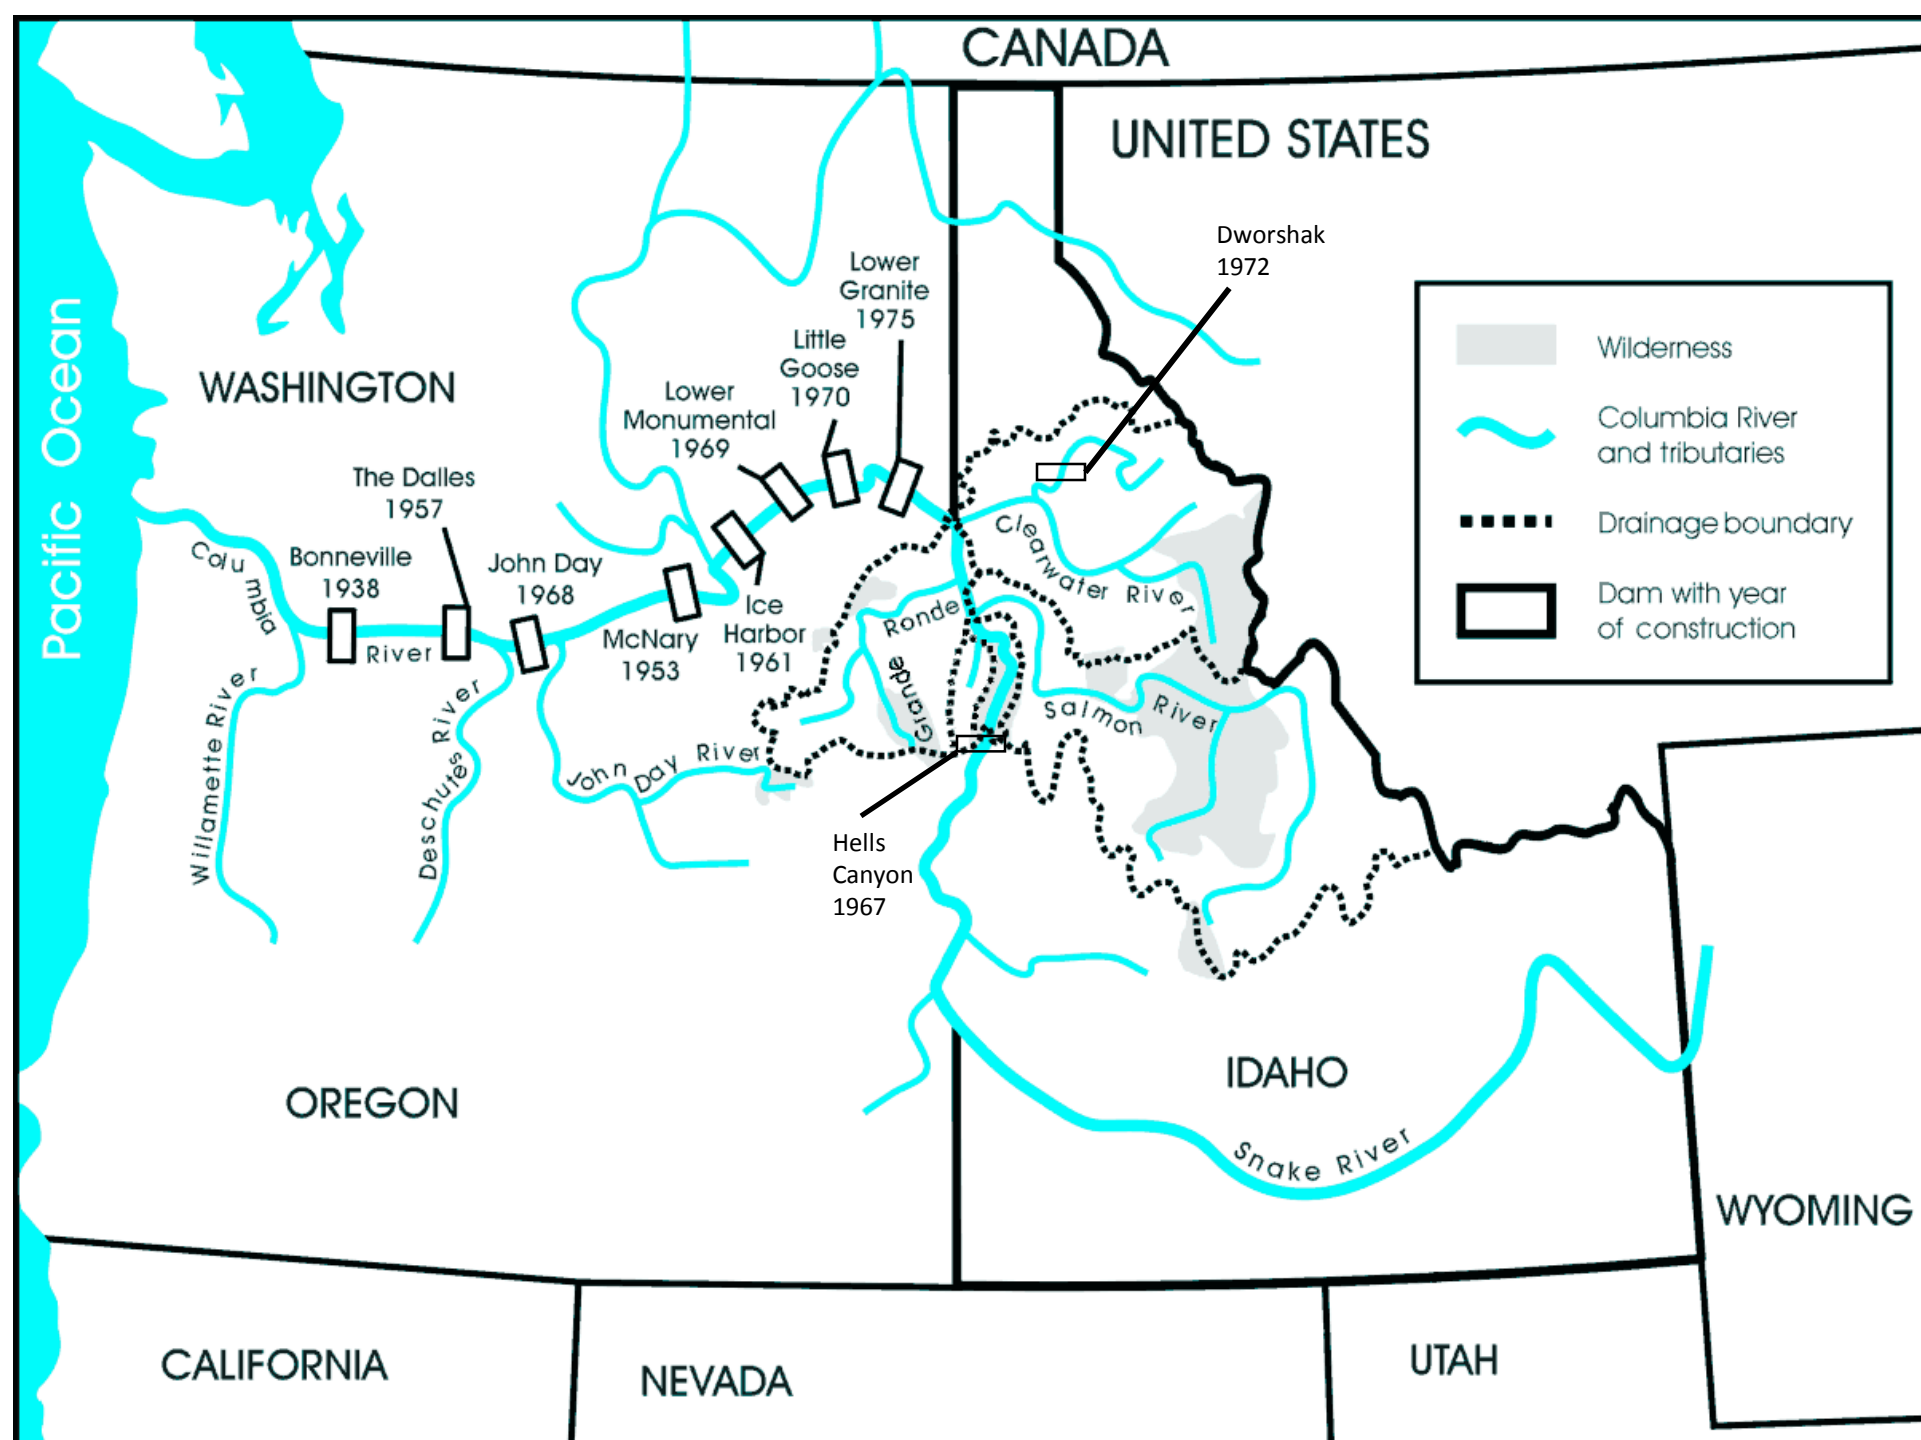 CANADA
UNITED STATES
Dworshak
1972
Lower
Granite
1975
Little
Goose
1970
Lower
Monumental
1969
WASHINGTON
The Dalles
1957
Bonneville
1938
John Day
1968
McNary
1953
Ice
Harbor
1961
Pacific Ocean
Columbia
River
Willamette River
Deschutes River
John Day River
Grande Ronde
Clearwater River
Salmon River
Hells
Canyon
1967
Wilderness
Columbia River
and tributaries
Drainage boundary
Dam with year
of construction
OREGON
IDAHO
Snake River
WYOMING
CALIFORNIA
NEVADA
UTAH